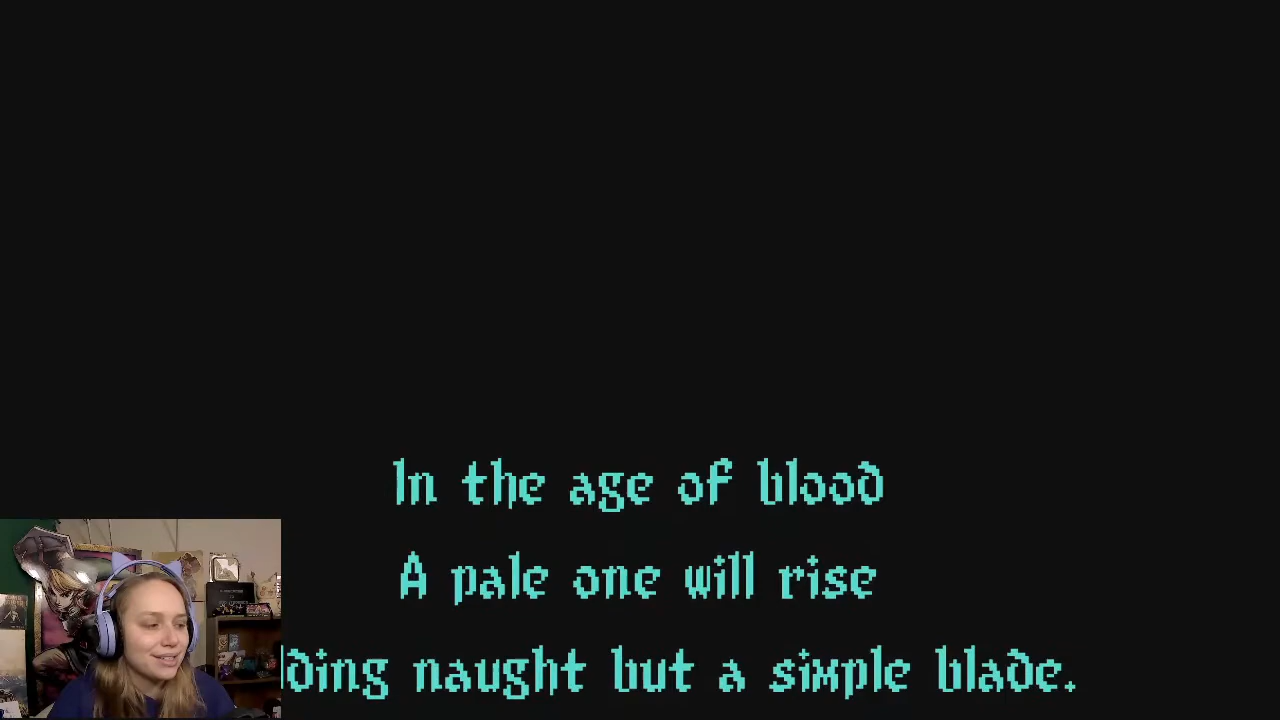 In the age of blood
A pale one will rise
ding naught but a simple blade.